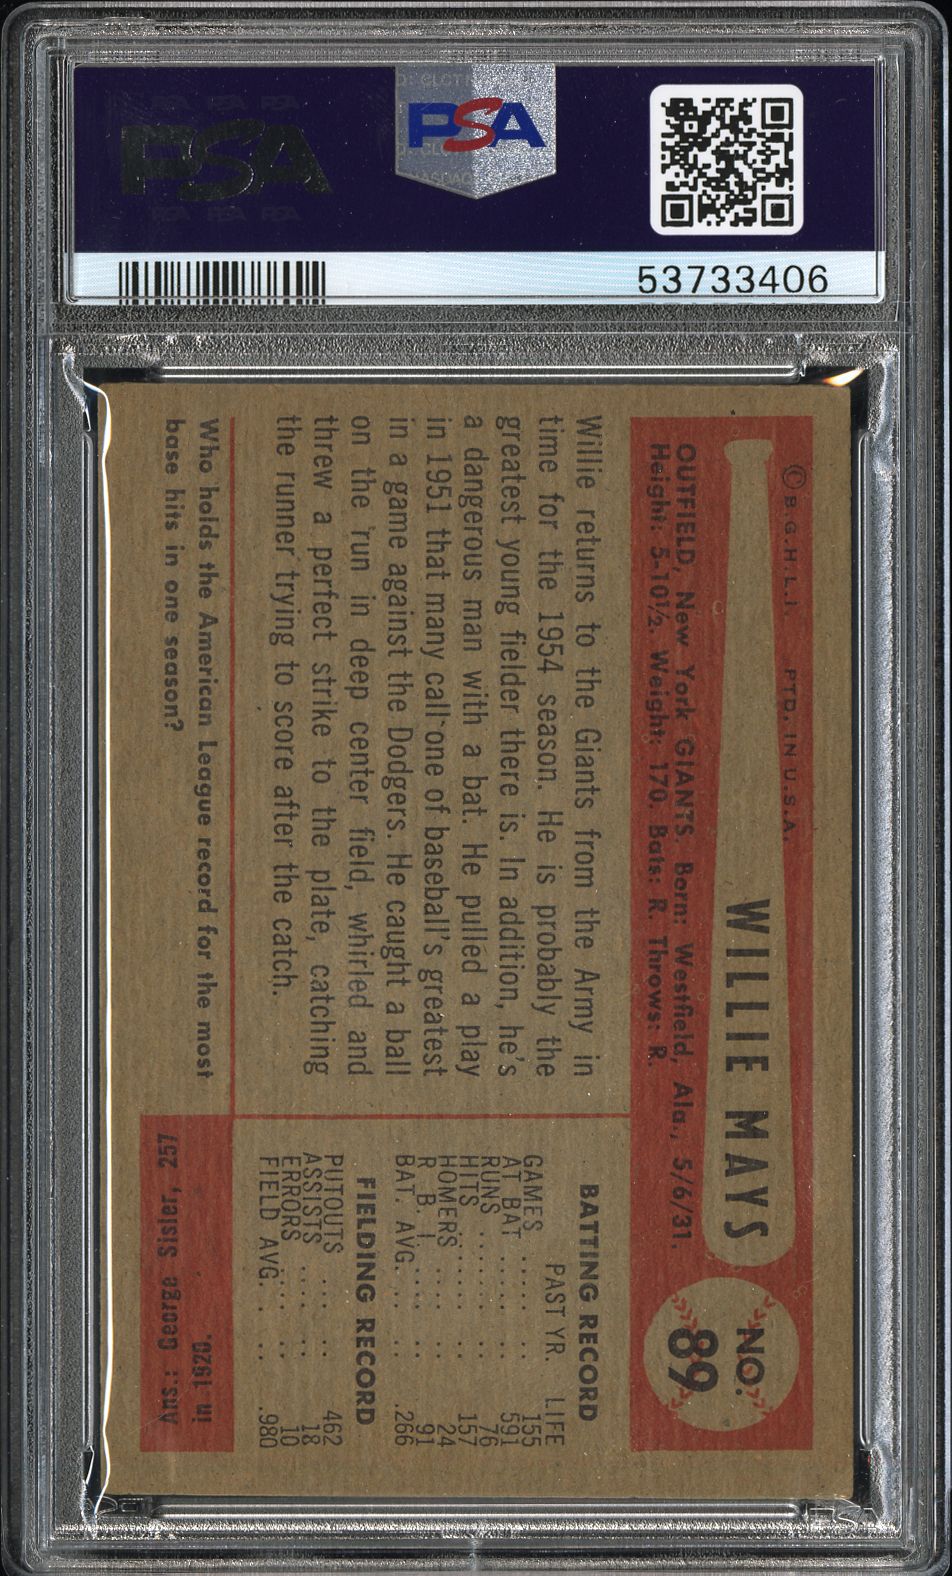 PSA
PSA
53733406
© B.G.H.L.I. PTD. IN U.S.A.
WILLIE MAYS
NO.
89
OUTFIELD, New York GIANTS. Born: Westfield, Ala., 5/6/31.
Height: 5-10½. Weight: 170. Bats: R. Throws: R.
Willie returns to the Giants from the Army in
time for the 1954 season. He is probably the
greatest young fielder there is. In addition, he's
a dangerous man with a bat. He pulled a play
in 1951 that many call one of baseball's greatest
in a game against the Dodgers. He caught a ball
on the run in deep center field, whirled and
threw a perfect strike to the plate, catching
the runner trying to score after the catch.
BATTING RECORD
PAST YR. LIFE
GAMES ..... .. 155
AT BAT .... .. 591
RUNS ...... .. 76
HITS ...... .. 157
HOMERS ... .. 24
R. B. I. .... .. 91
BAT. AVG. .. .. .266
FIELDING RECORD
PUTOUTS .... .. 462
ASSISTS .... .. 18
ERRORS .... .. 10
FIELD AVG. .. .. .980
Who holds the American League record for the most
base hits in one season?
Ans: George Sisler, 257
in 1920.